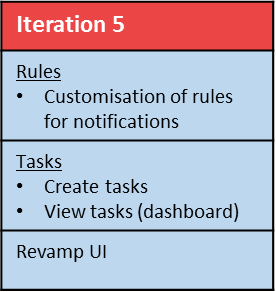 Iteration 5
Rules
• Customisation of rules
for notifications
Tasks
• Create tasks
• View tasks (dashboard)
Revamp UI